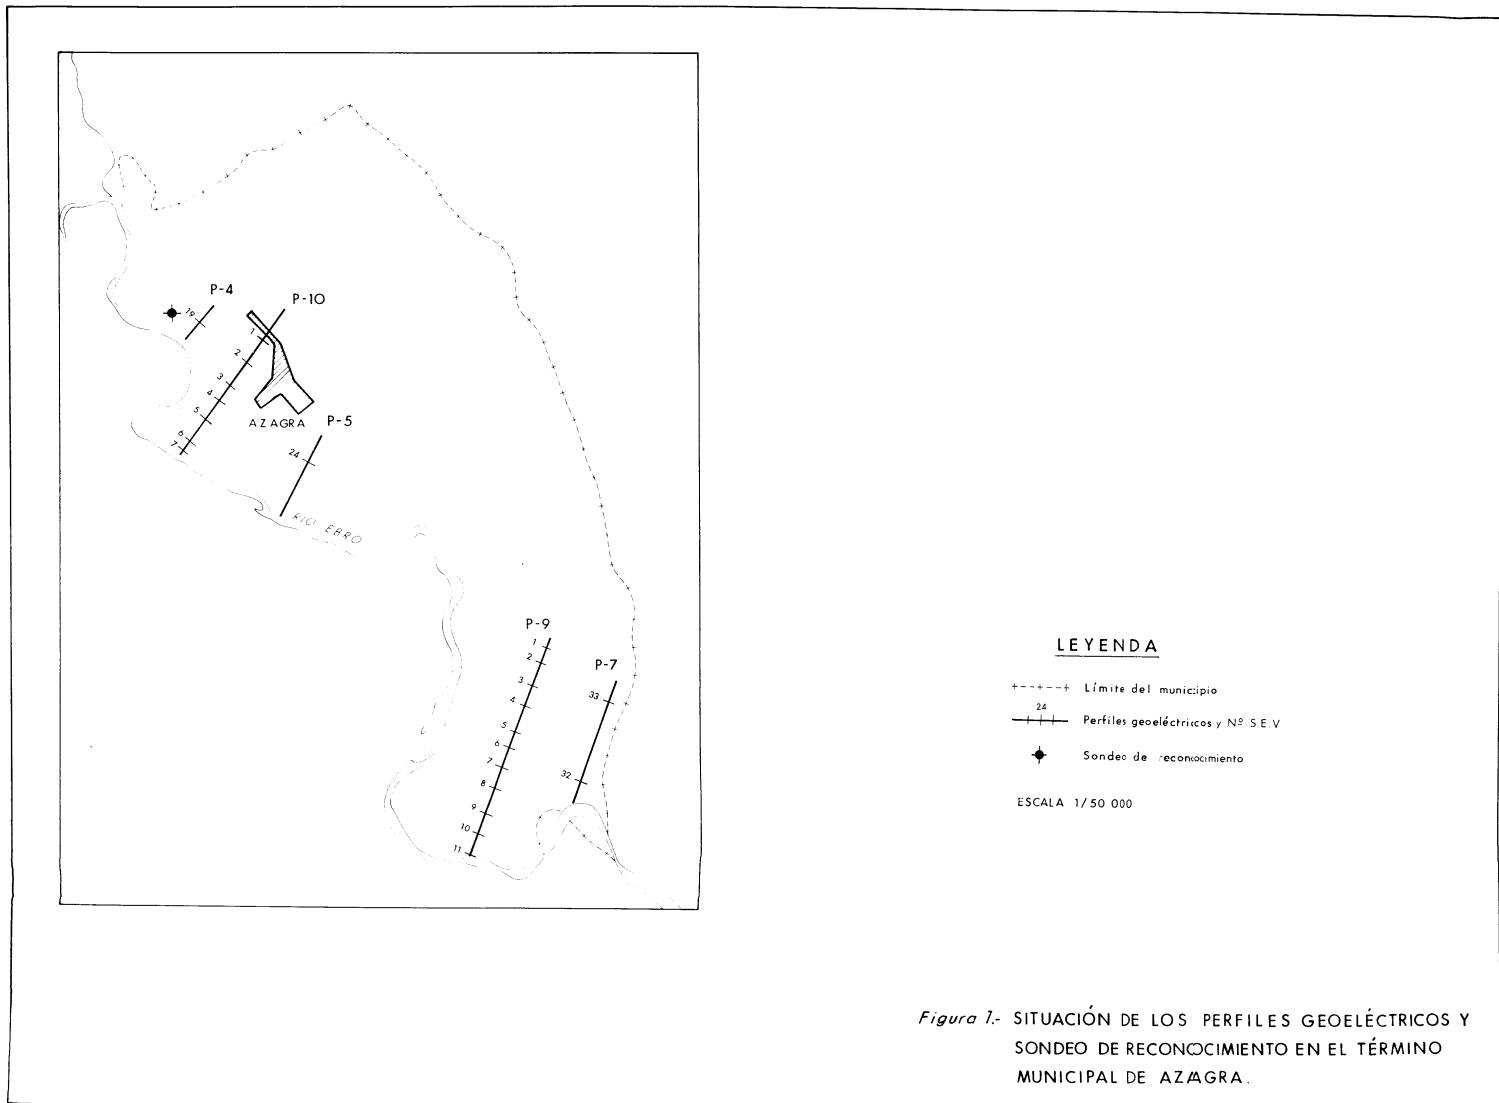 P-4
P-10
19
1
2
3
4
5
6
7
AZAGRA
P-5
24
RIO EBRO
P-9
1
2
3
4
5
6
7
8
9
10
11
P-7
33
32
LEYENDA
Límite del municipio
24
Perfiles geoeléctricos y Nº S.E.V
Sondeo de reconocimiento
ESCALA 1/50 000
Figura 1.- SITUACIÓN DE LOS PERFILES GEOELÉCTRICOS Y
SONDEO DE RECONOCIMIENTO EN EL TÉRMINO
MUNICIPAL DE AZAGRA.